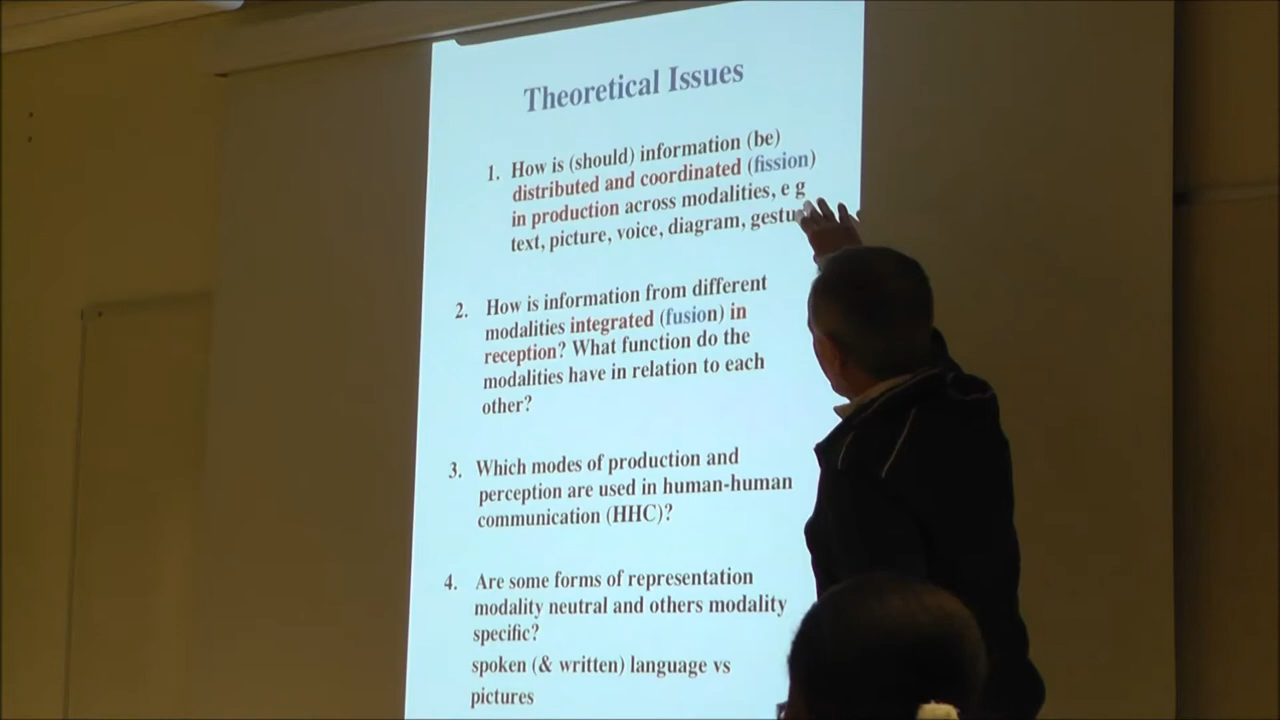 Theoretical Issues
1. How is (should) information (be)
distributed and coordinated (fission)
in production across modalities, e g
text, picture, voice, diagram, gestu
2. How is information from different
modalities integrated (fusion) in
reception? What function do the
modalities have in relation to each
other?
3. Which modes of production and
perception are used in human-human
communication (HHC)?
4. Are some forms of representation
modality neutral and others modality
specific?
spoken (& written) language vs
pictures